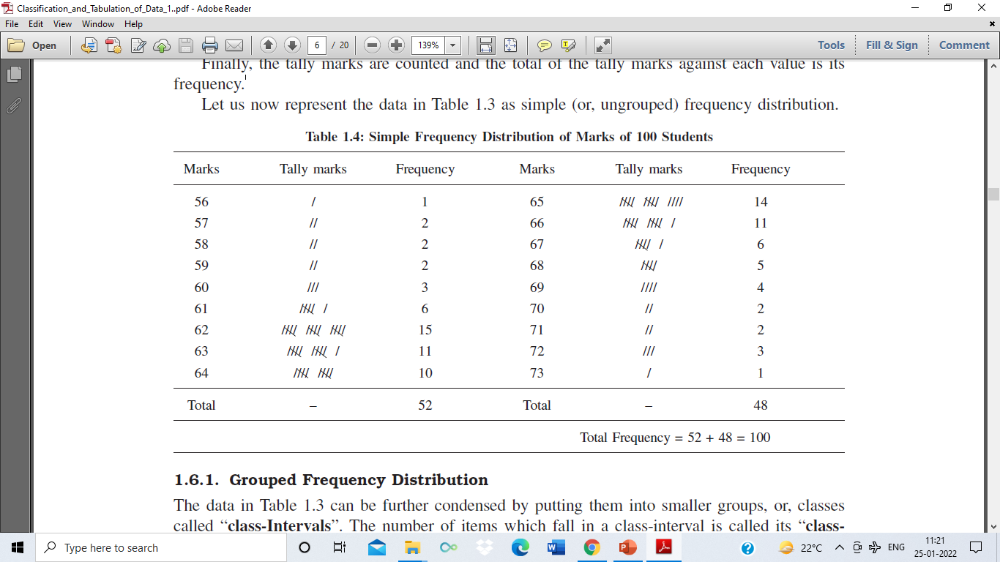 Classification_and_Tabulation_of_Data_1..pdf - Adobe Reader
File Edit View Window Help
Open 6 / 20 139% Tools Fill & Sign Comment
Finally, the tally marks are counted and the total of the tally marks against each value is its
frequency.
Let us now represent the data in Table 1.3 as simple (or, ungrouped) frequency distribution.
Table 1.4: Simple Frequency Distribution of Marks of 100 Students
Marks Tally marks Frequency Marks Tally marks Frequency
56 / 1 65 //// //// //// 14
57 // 2 66 //// //// / 11
58 // 2 67 //// / 6
59 // 2 68 //// 5
60 /// 3 69 //// 4
61 //// / 6 70 // 2
62 //// //// //// 15 71 // 2
63 //// //// / 11 72 /// 3
64 //// //// 10 73 / 1
Total – 52 Total – 48
Total Frequency = 52 + 48 = 100
1.6.1. Grouped Frequency Distribution
The data in Table 1.3 can be further condensed by putting them into smaller groups, or, classes
called “class-Intervals”. The number of items which fall in a class-interval is called its “class-
Type here to search 22°C ENG 11:21
25-01-2022